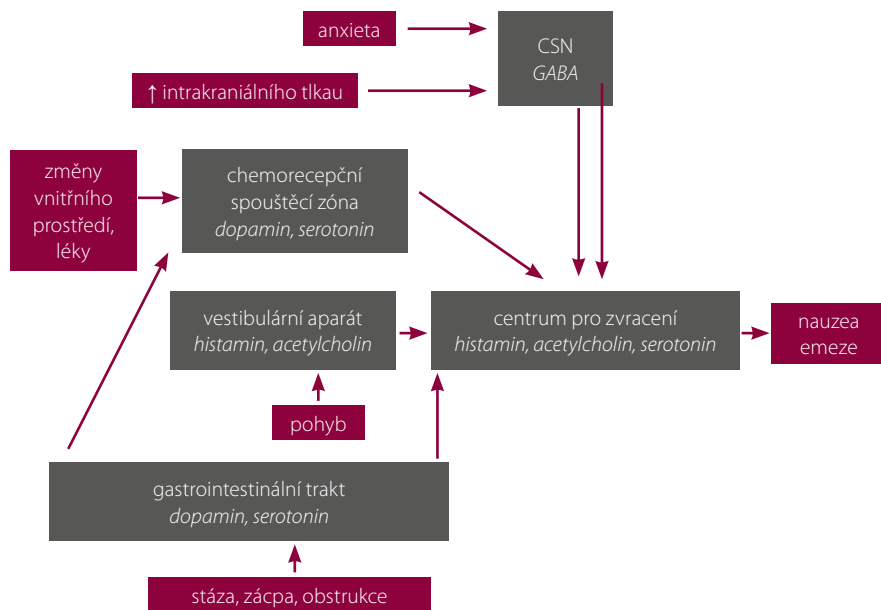 anxieta
CSN
GABA
↑ intrakraniálního tlkau
změny
vnitřního
prostředí,
léky
chemorecepční
spouštěcí zóna
dopamin, serotonin
vestibulární aparát
histamin, acetylcholin
centrum pro zvracení
histamin, acetylcholin, serotonin
nauzea
emeze
pohyb
gastrointestinální trakt
dopamin, serotonin
stáza, zácpa, obstrukce